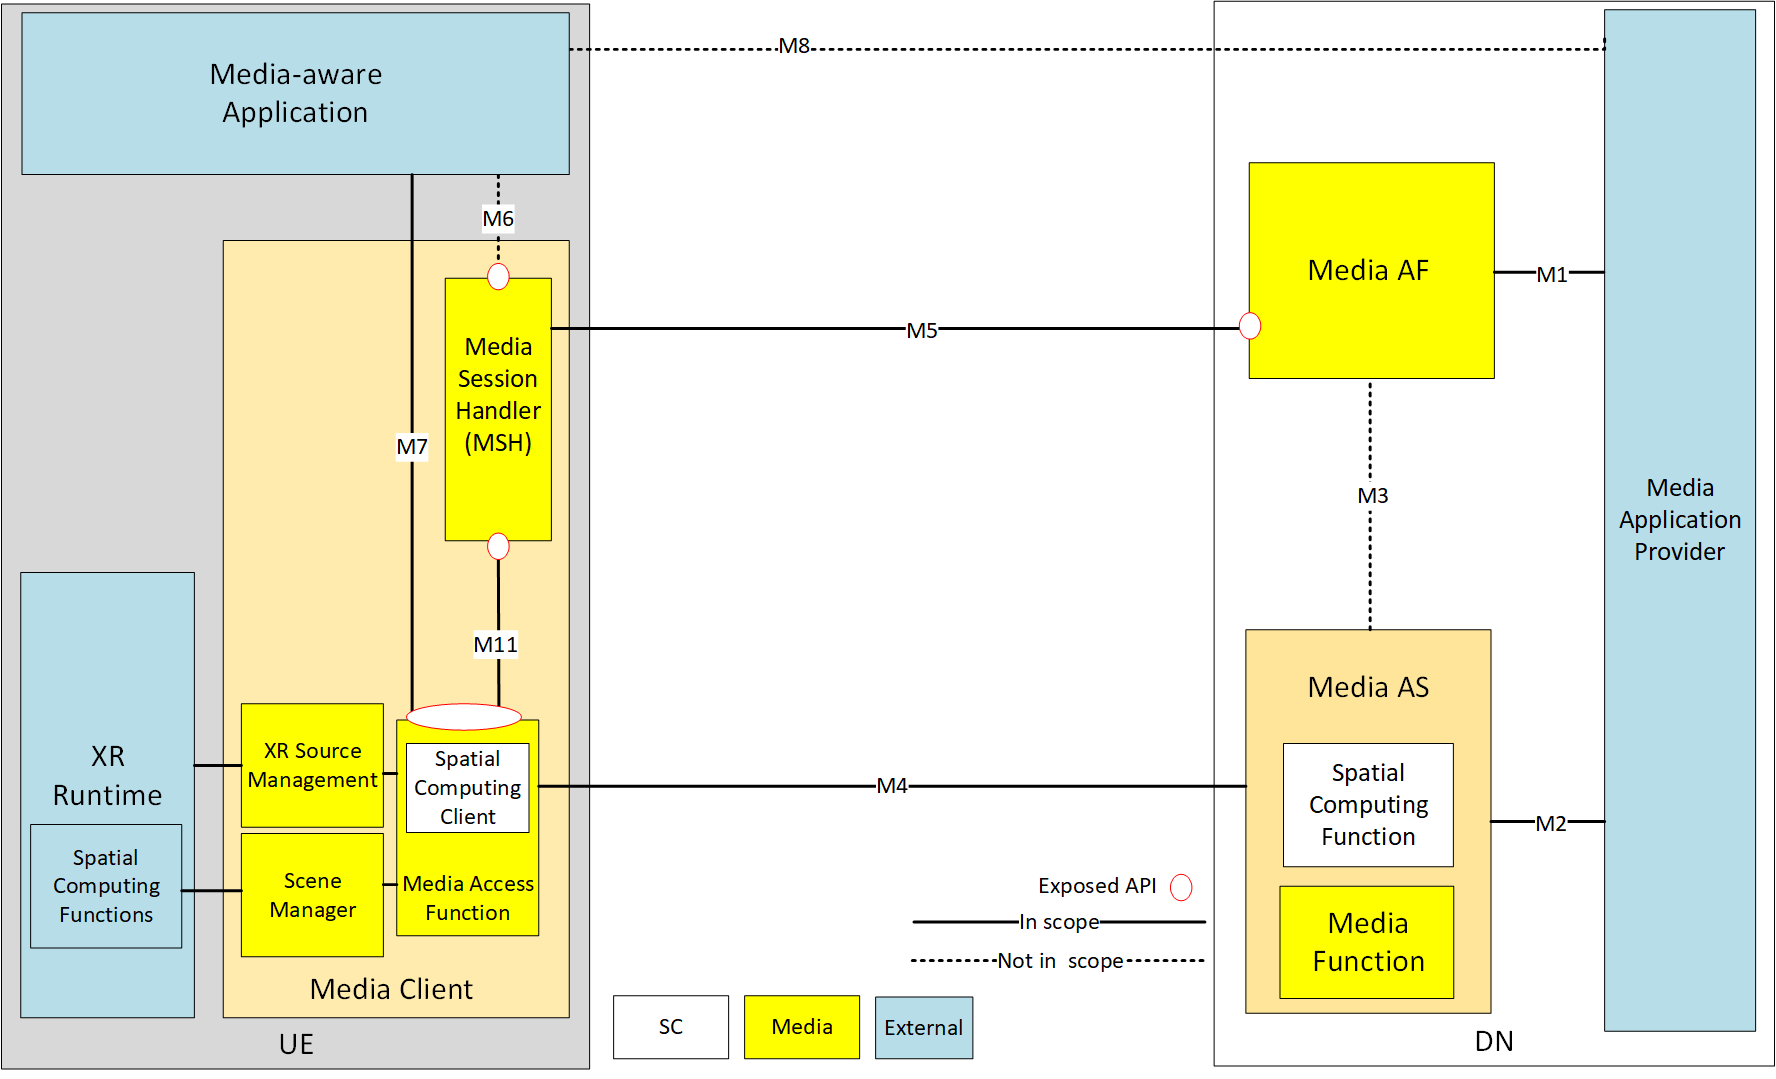 Media-aware
Application
M8
M6
Media AF
M1
M5
Media
Session
Handler
(MSH)
M7
M3
Media
Application
Provider
M11
Media AS
XR
Runtime
XR Source
Management
Spatial
Computing
Client
M4
Spatial
Computing
Function
M2
Spatial
Computing
Functions
Scene
Manager
Media Access
Function
Exposed API
In scope
Not in  scope
Media
Function
Media Client
SC
Media
External
UE
DN